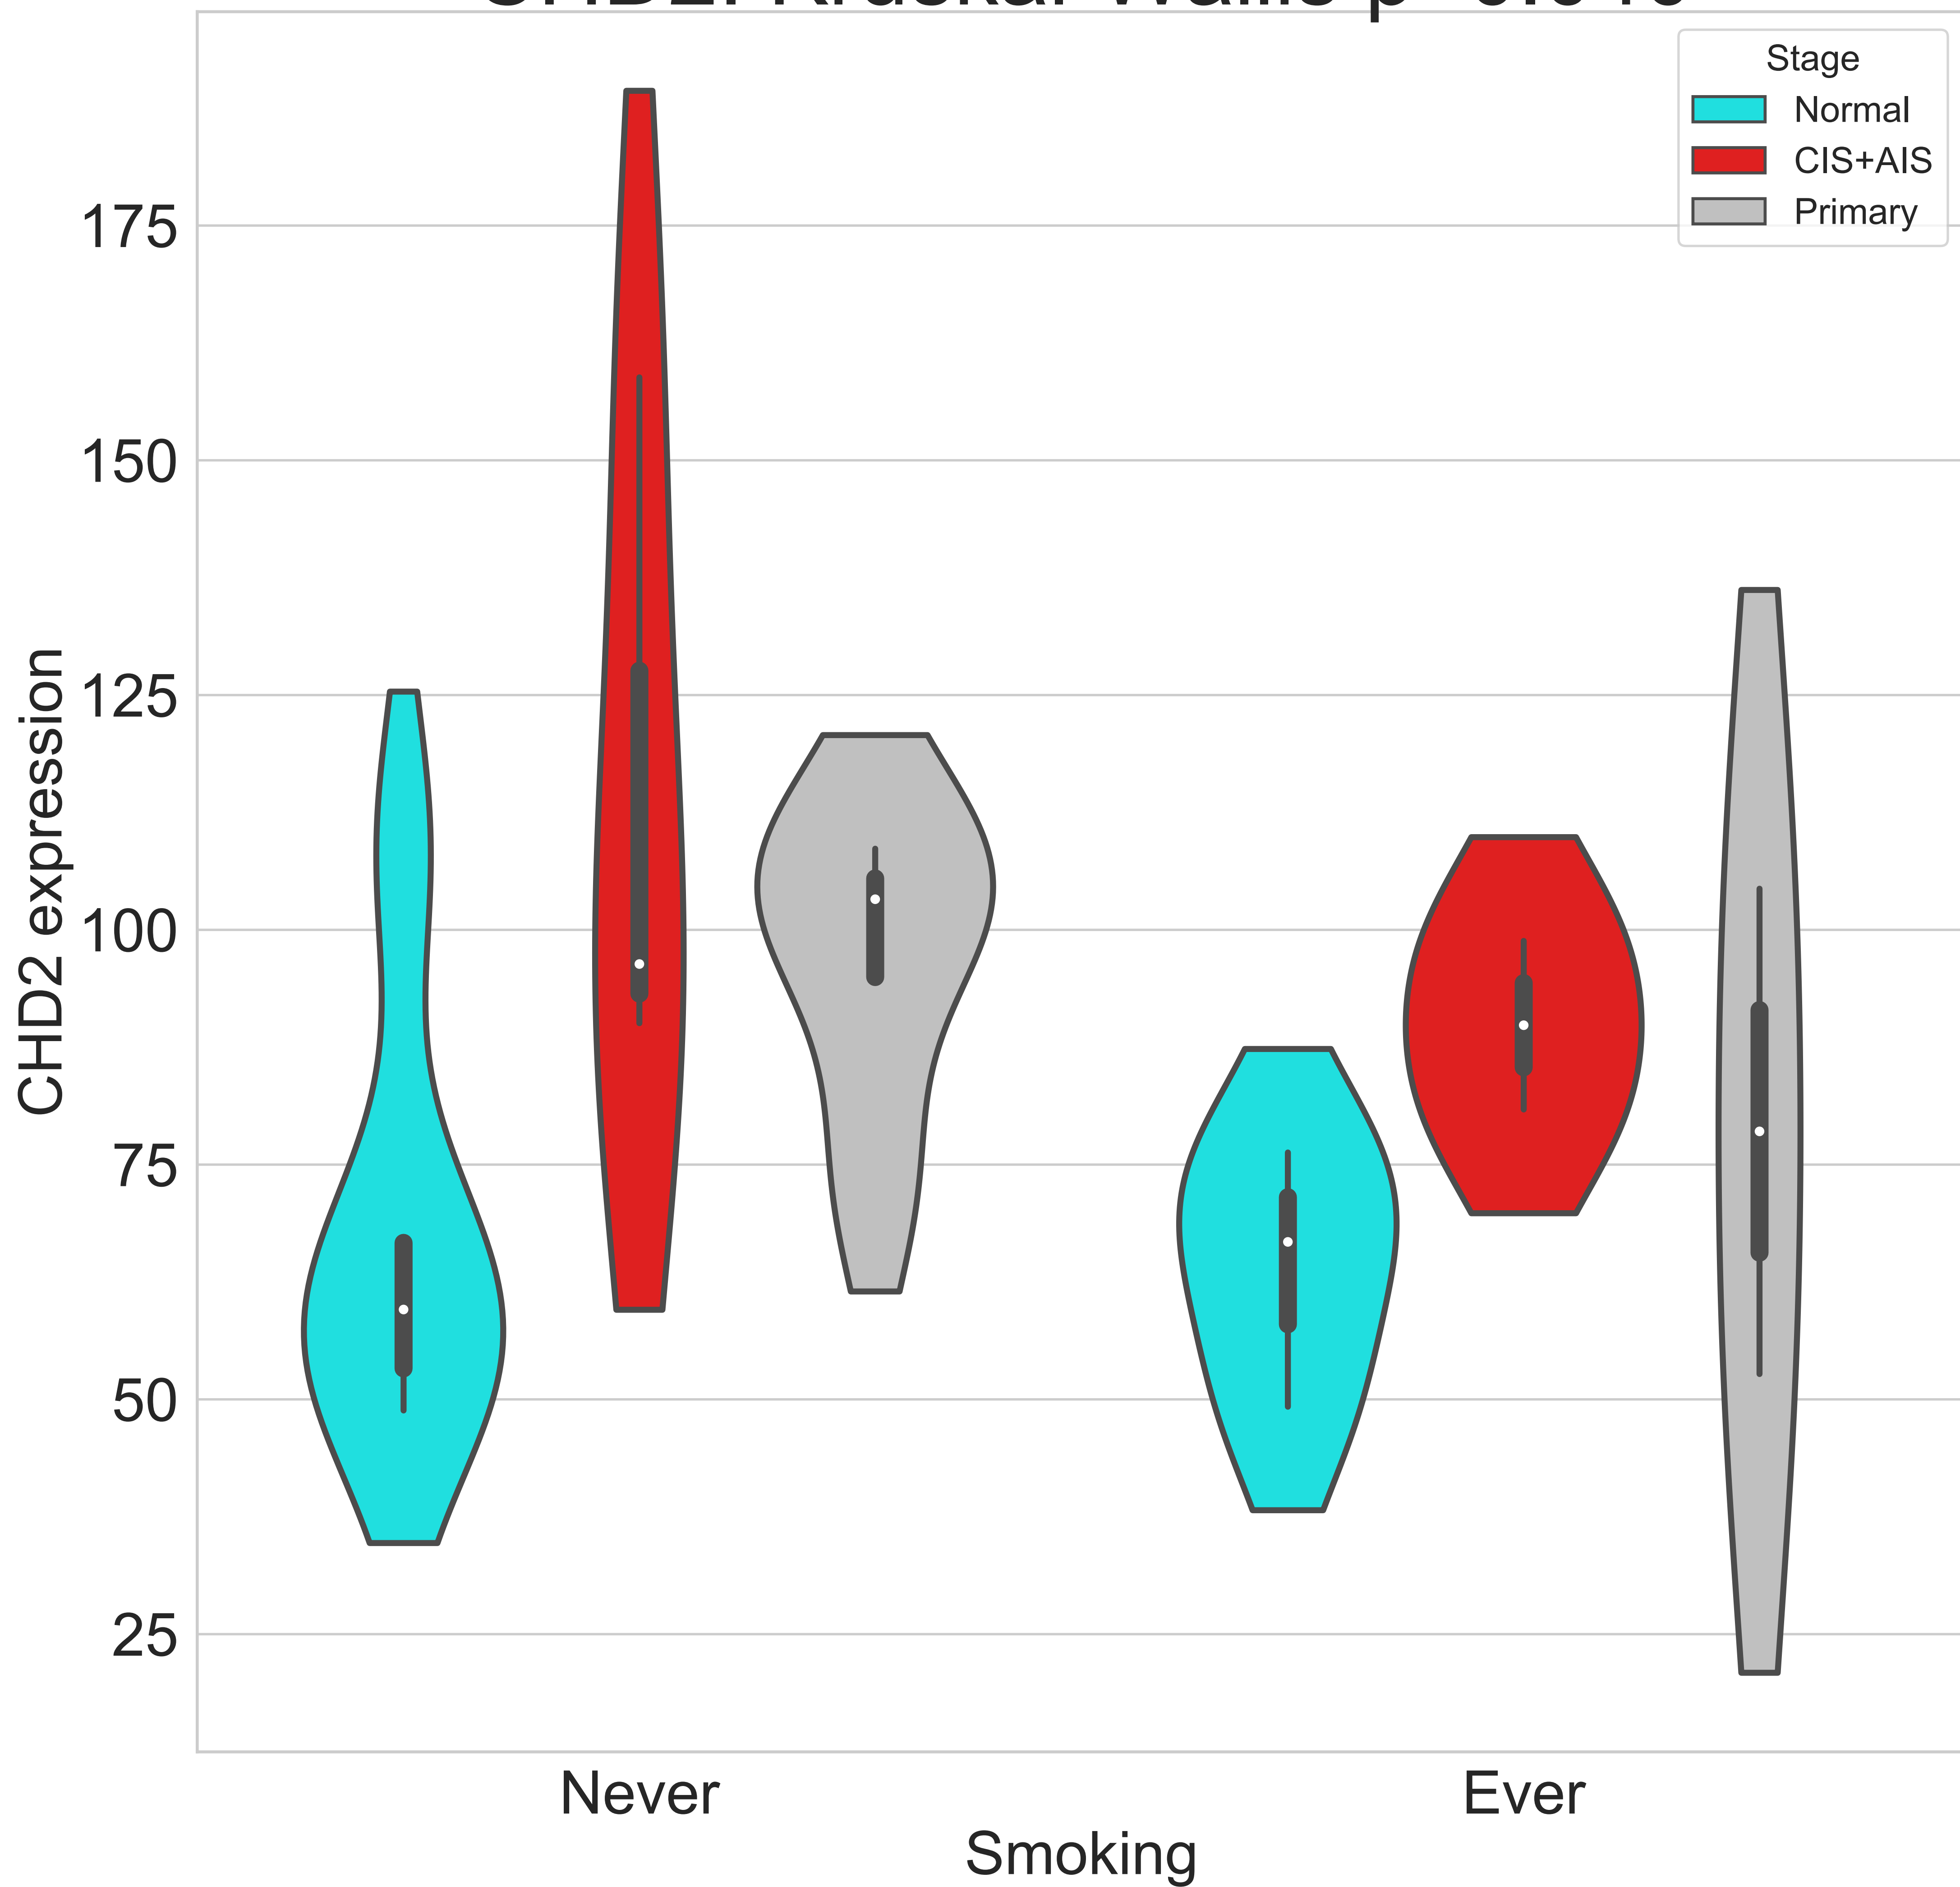 Stage
Normal
CIS+AIS
Primary
175
150
125
100
75
50
25
CHD2 expression
Never
Ever
Smoking